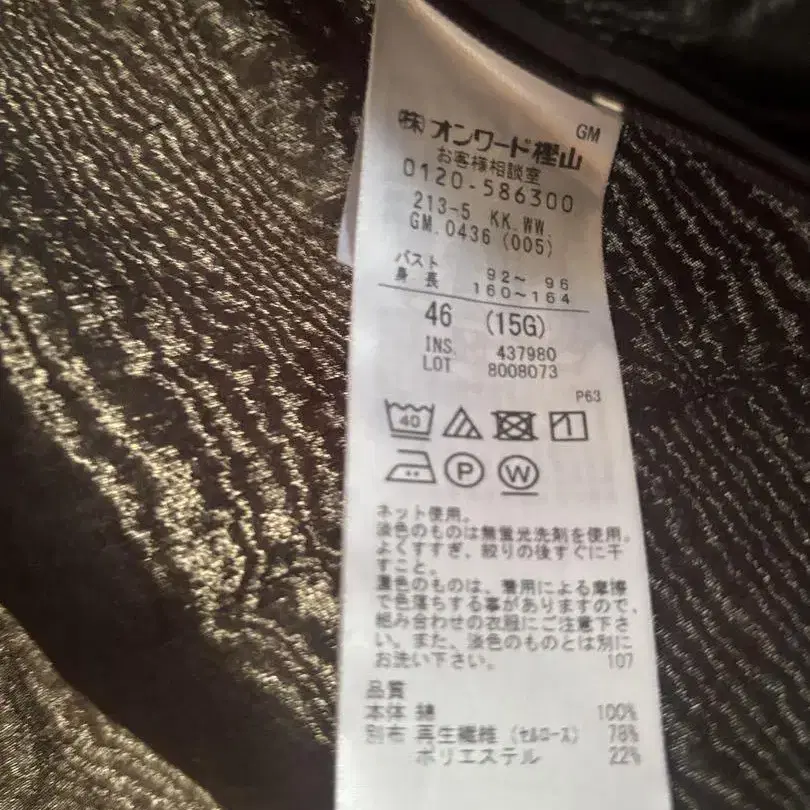 GM
㈱オンワード樫山
お客様相談室
0120-586300
213-5 KK.WW.
GM.0436 (005)
バスト 92〜 96
身 長 160〜164
46 (15G)
INS. 437980
LOT 8008073
P63
40
P W
ネット使用。
淡色のものは無蛍光洗剤を使用。
よくすすぎ、絞りの後すぐに干
すこと。
濃色のものは、着用による摩擦
で色落ちする事がありますので、
組み合わせの衣服にご注意下さ
い。また、淡色のものとは別に
お洗い下さい。 107
品質
本体 綿 100%
別布 再生繊維 (セルロース) 78%
ポリエステル 22%